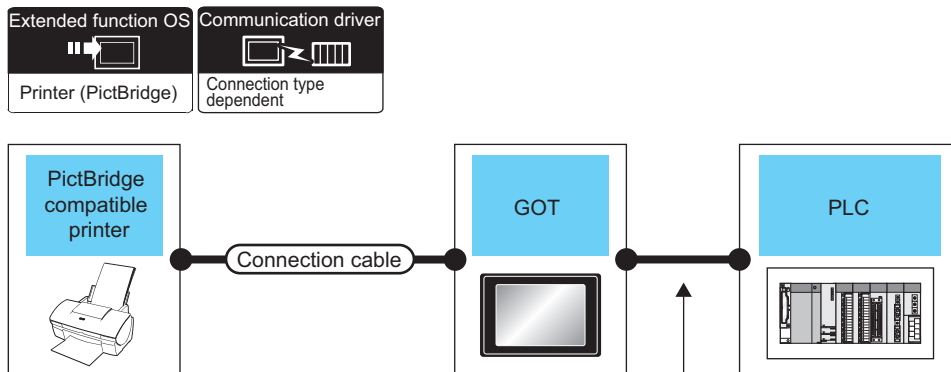 Extended function OS
Communication driver
Printer (PictBridge)
Connection type
dependent
PictBridge
compatible
printer
Connection cable
GOT
PLC